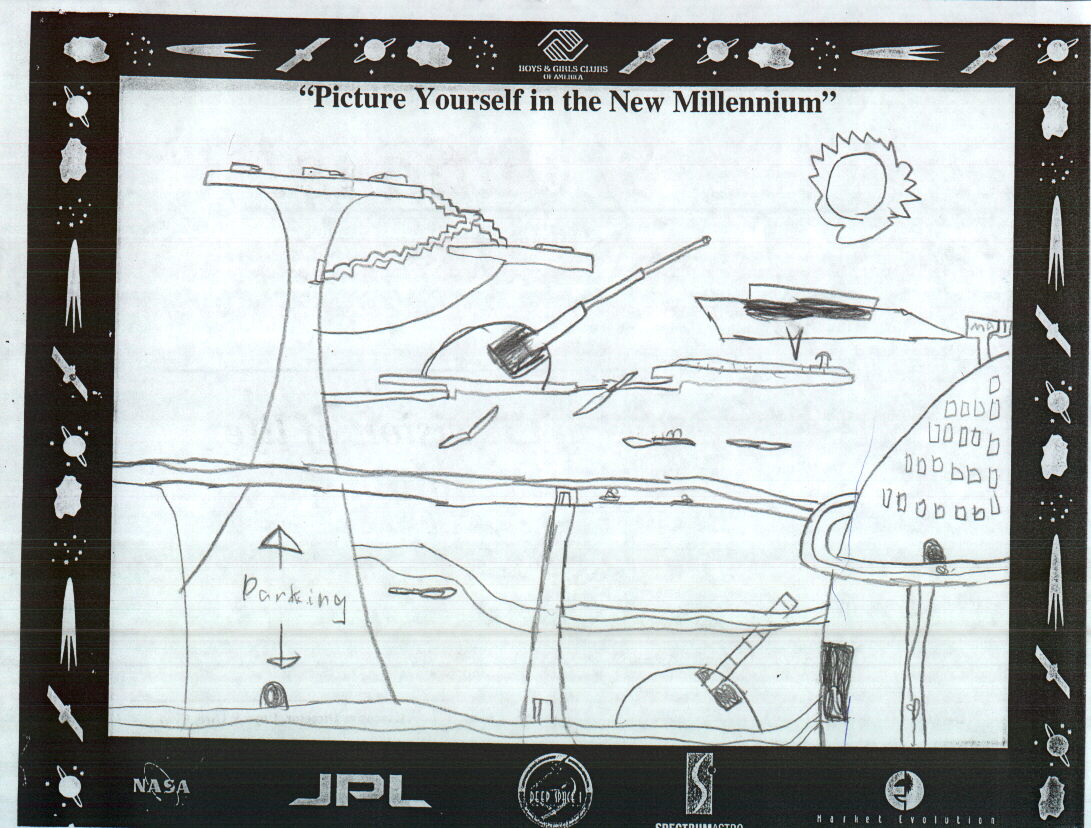 BOYS & GIRLS CLUBS
OF AMERICA
“Picture Yourself in the New Millennium”
Parking
NASA
JPL
DEEP SPACE 1
SPECTRUMASTRO
Market Evolution